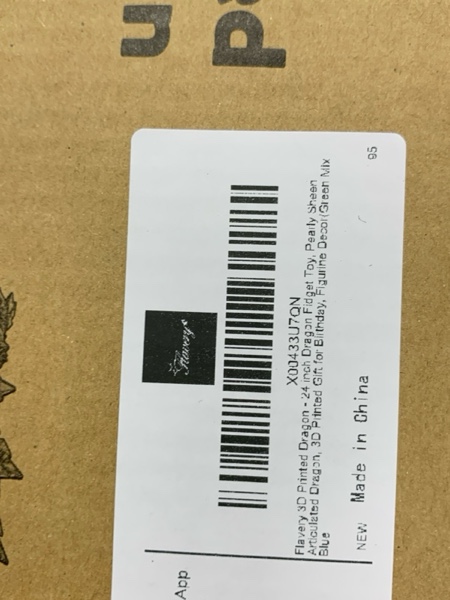 Flavery
X00433U7QN
Flavery 3D Printed Dragon - 24 inch Dragon Fidget Toy, Pearly Sheen
Articulated Dragon, 3D Printed Gift for Birthday, Figurine Decor(Green Mix
Blue
NEW
Made in China
95
App